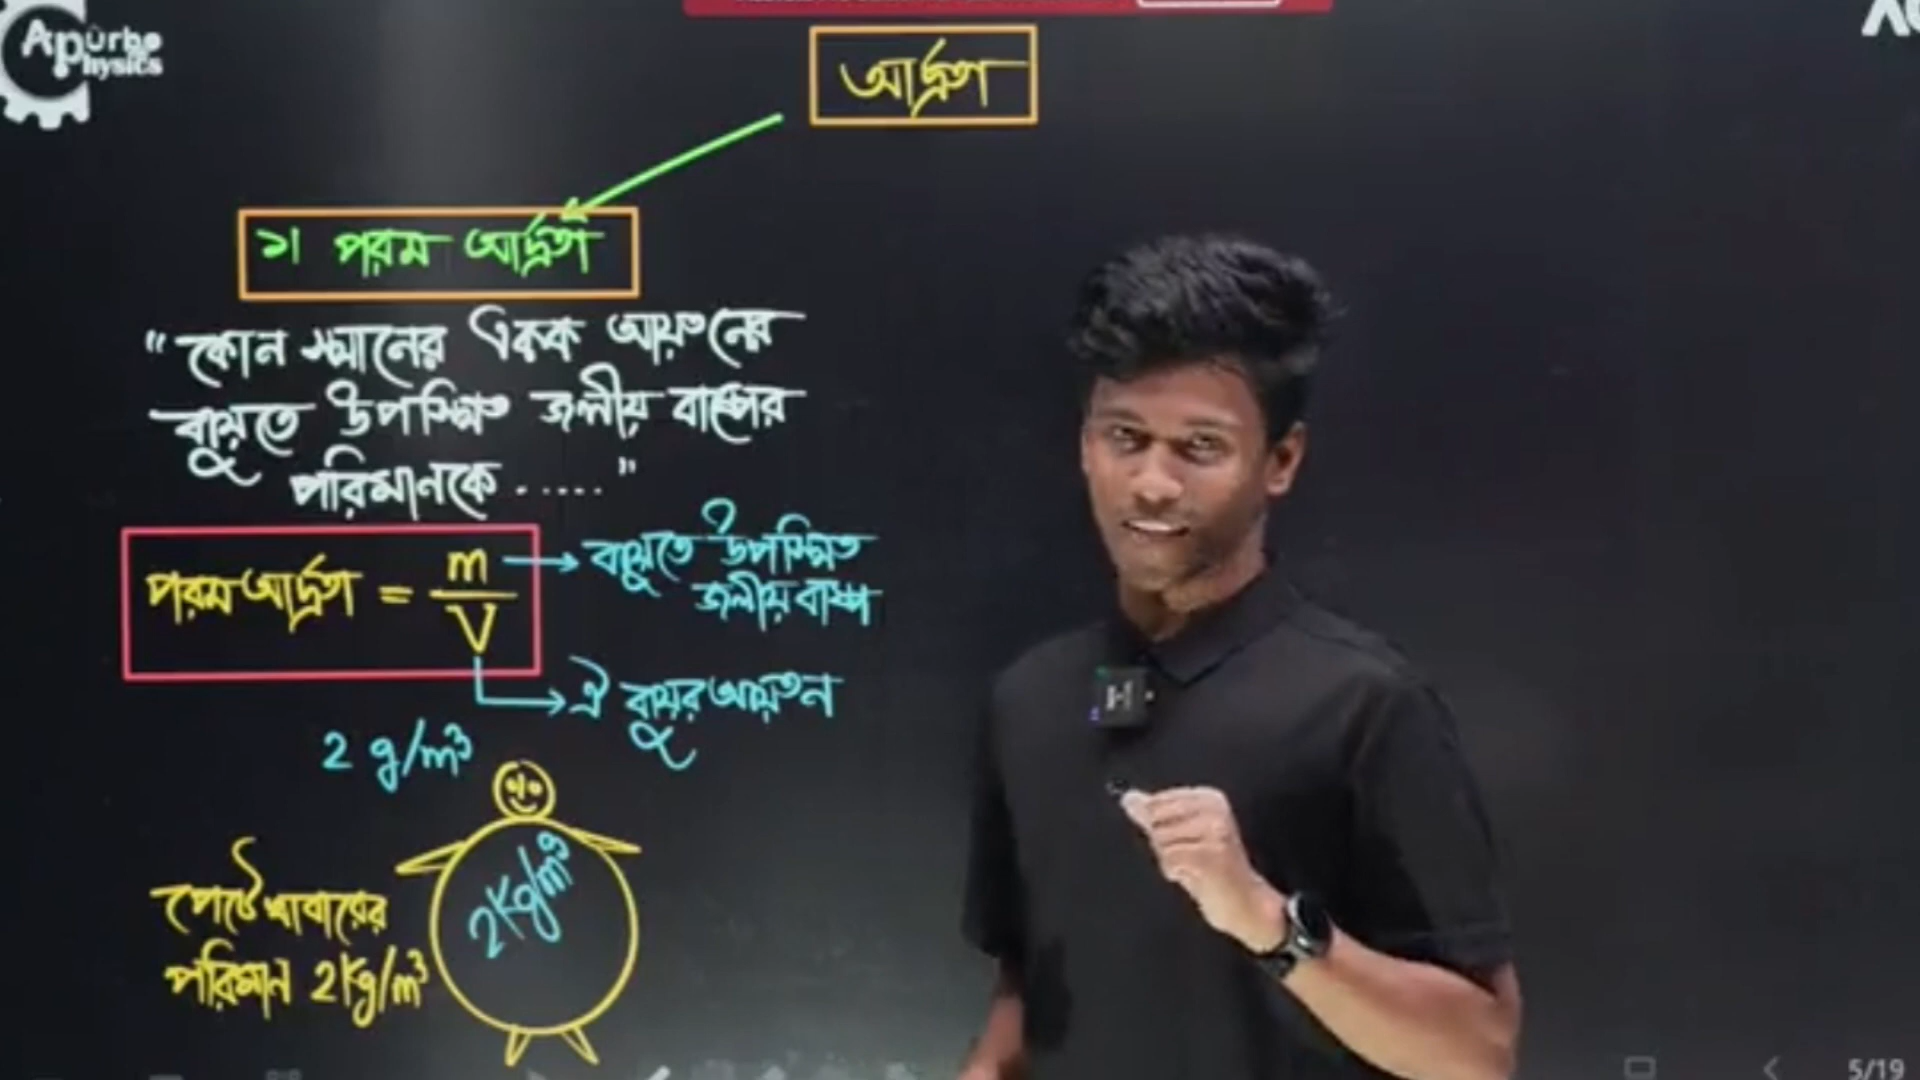 Apurbo Physics
আর্দ্রতা
১। পরম আর্দ্রতা
"কোন স্থানের একক আয়তনের
বায়ুতে উপস্থিত জলীয় বাষ্পের
পরিমানকে ....."
পরম আর্দ্রতা = m/V
বায়ুতে উপস্থিত
জলীয় বাষ্প
ঐ বায়ুর আয়তন
2 g/m³
2Kg/m³
পেটে খাবারের
পরিমান 2Kg/m³
5/19